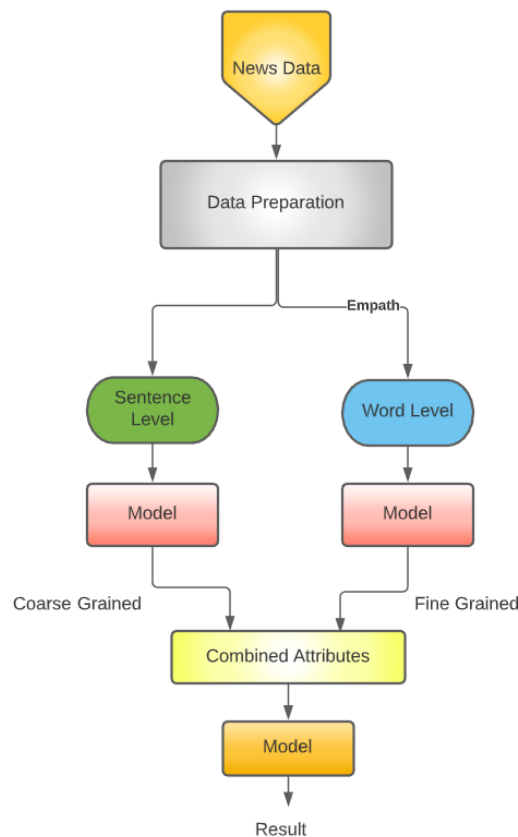 News Data
Data Preparation
Empath
Sentence
Level
Word Level
Model
Model
Coarse Grained
Fine Grained
Combined Attributes
Model
Result